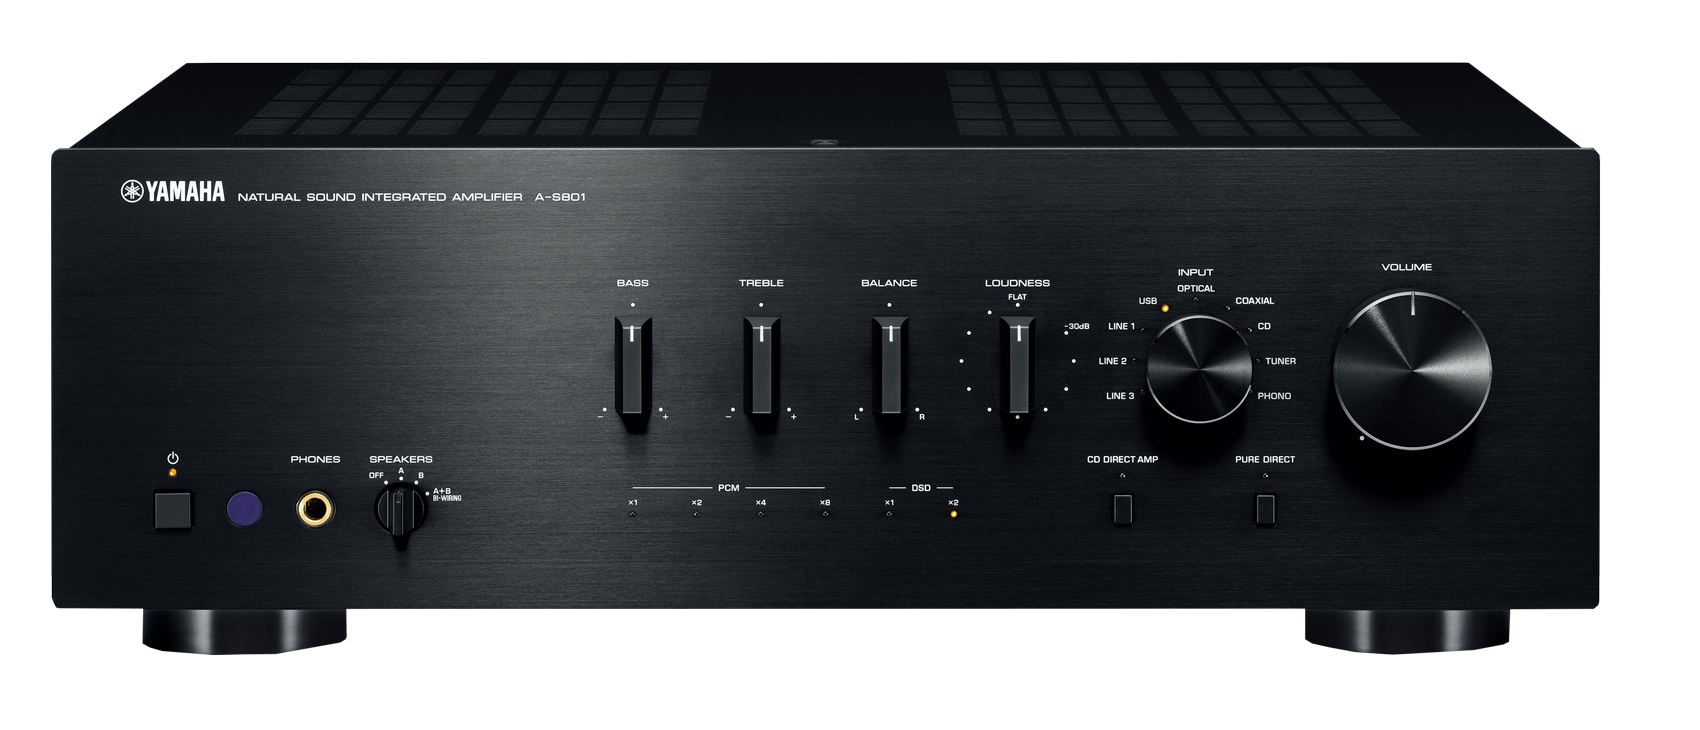 YAMAHA NATURAL SOUND INTEGRATED AMPLIFIER A-S801
VOLUME
INPUT
BASS TREBLE BALANCE LOUDNESS
FLAT
OPTICAL
USB COAXIAL
-30dB LINE 1 CD
LINE 2 TUNER
LINE 3 PHONO
- + - + L R
PHONES SPEAKERS
CD DIRECT AMP PURE DIRECT
OFF A B
A+B
BI-WIRING
PCM DSD
×1 ×2 ×4 ×8 ×1 ×2